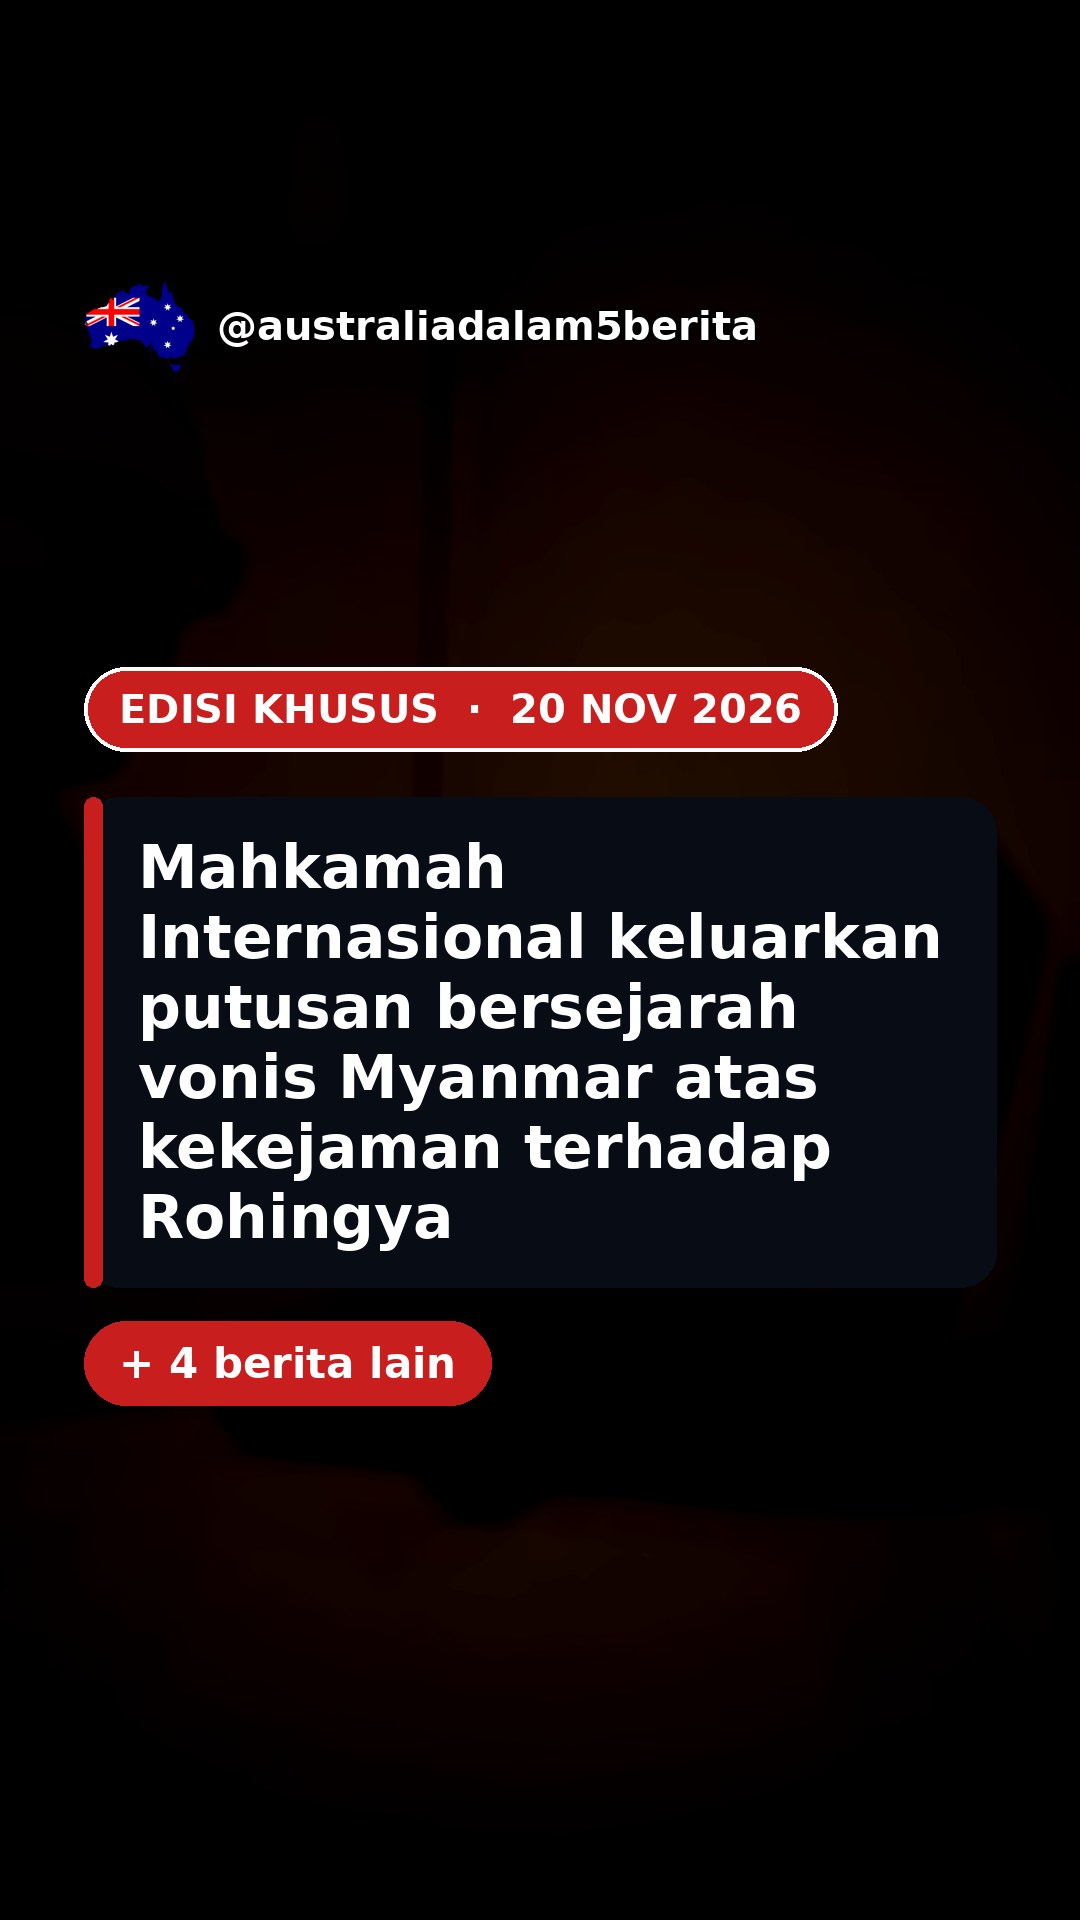 @australiadalam5berita
EDISI KHUSUS · 20 NOV 2026
Mahkamah
Internasional keluarkan
putusan bersejarah
vonis Myanmar atas
kekejaman terhadap
Rohingya
+ 4 berita lain